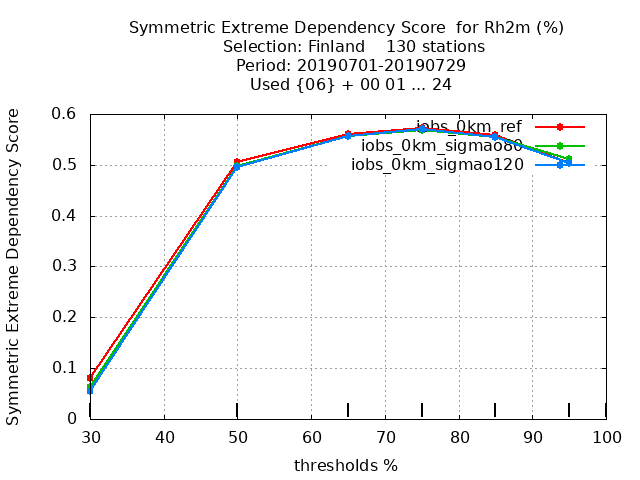 Symmetric Extreme Dependency Score  for Rh2m (%)
Selection: Finland    130 stations
Period: 20190701-20190729
Used {06} + 00 01 ... 24
Symmetric Extreme Dependency Score
0.6
0.5
0.4
0.3
0.2
0.1
0
iobs_0km_ref
iobs_0km_sigmao80
iobs_0km_sigmao120
30 40 50 60 70 80 90 100
thresholds %